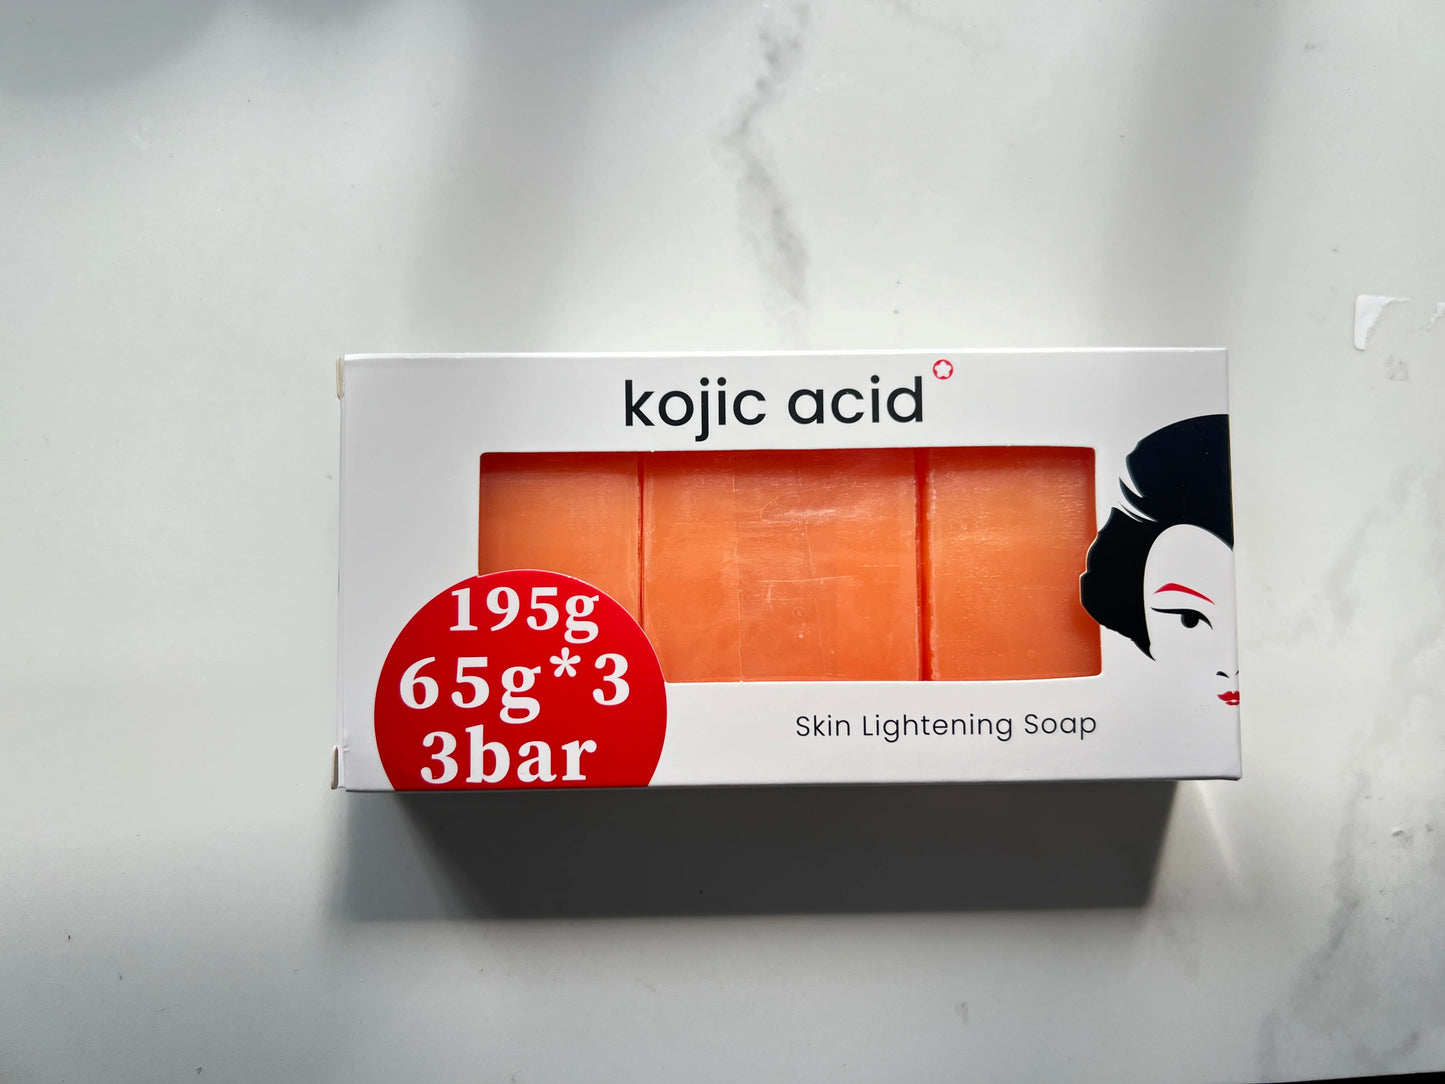 kojic acid
195g
65g*3
3bar
Skin Lightening Soap